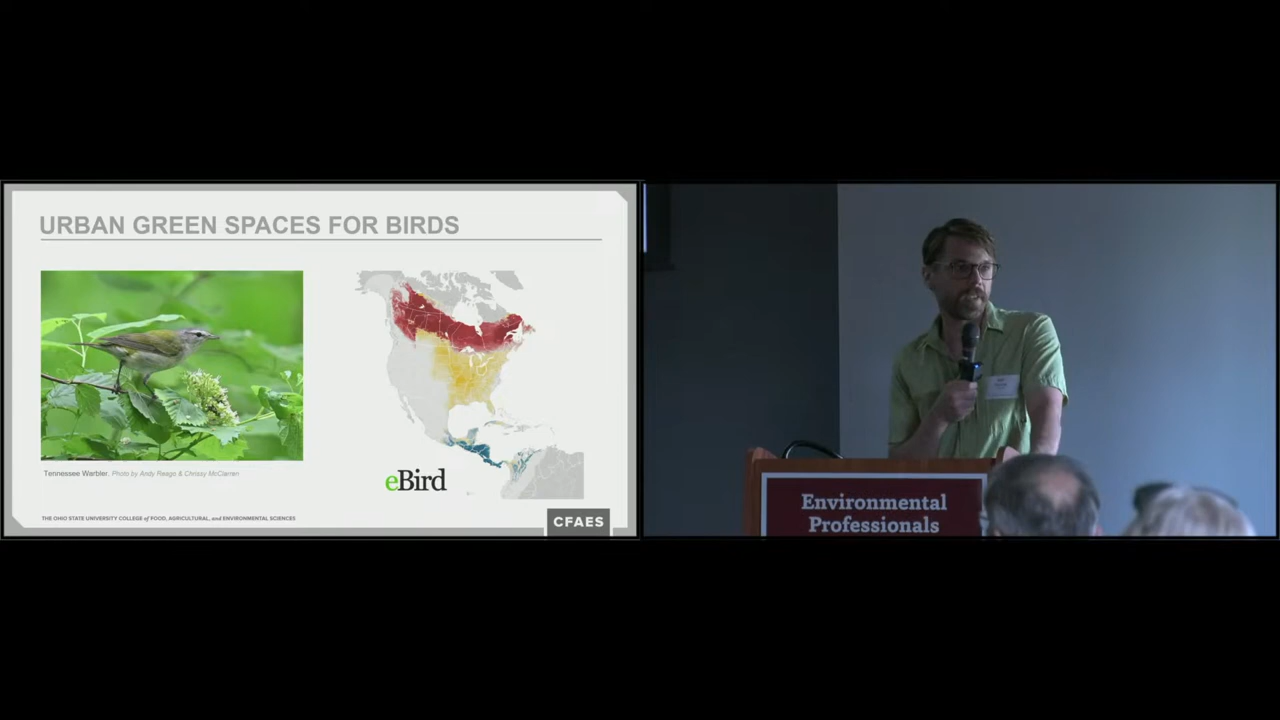 URBAN GREEN SPACES FOR BIRDS
Tennessee Warbler. Photo by Andy Reago & Chrissy McClarren
eBird
THE OHIO STATE UNIVERSITY COLLEGE of FOOD, AGRICULTURAL, and ENVIRONMENTAL SCIENCES
CFAES
Environmental
Professionals